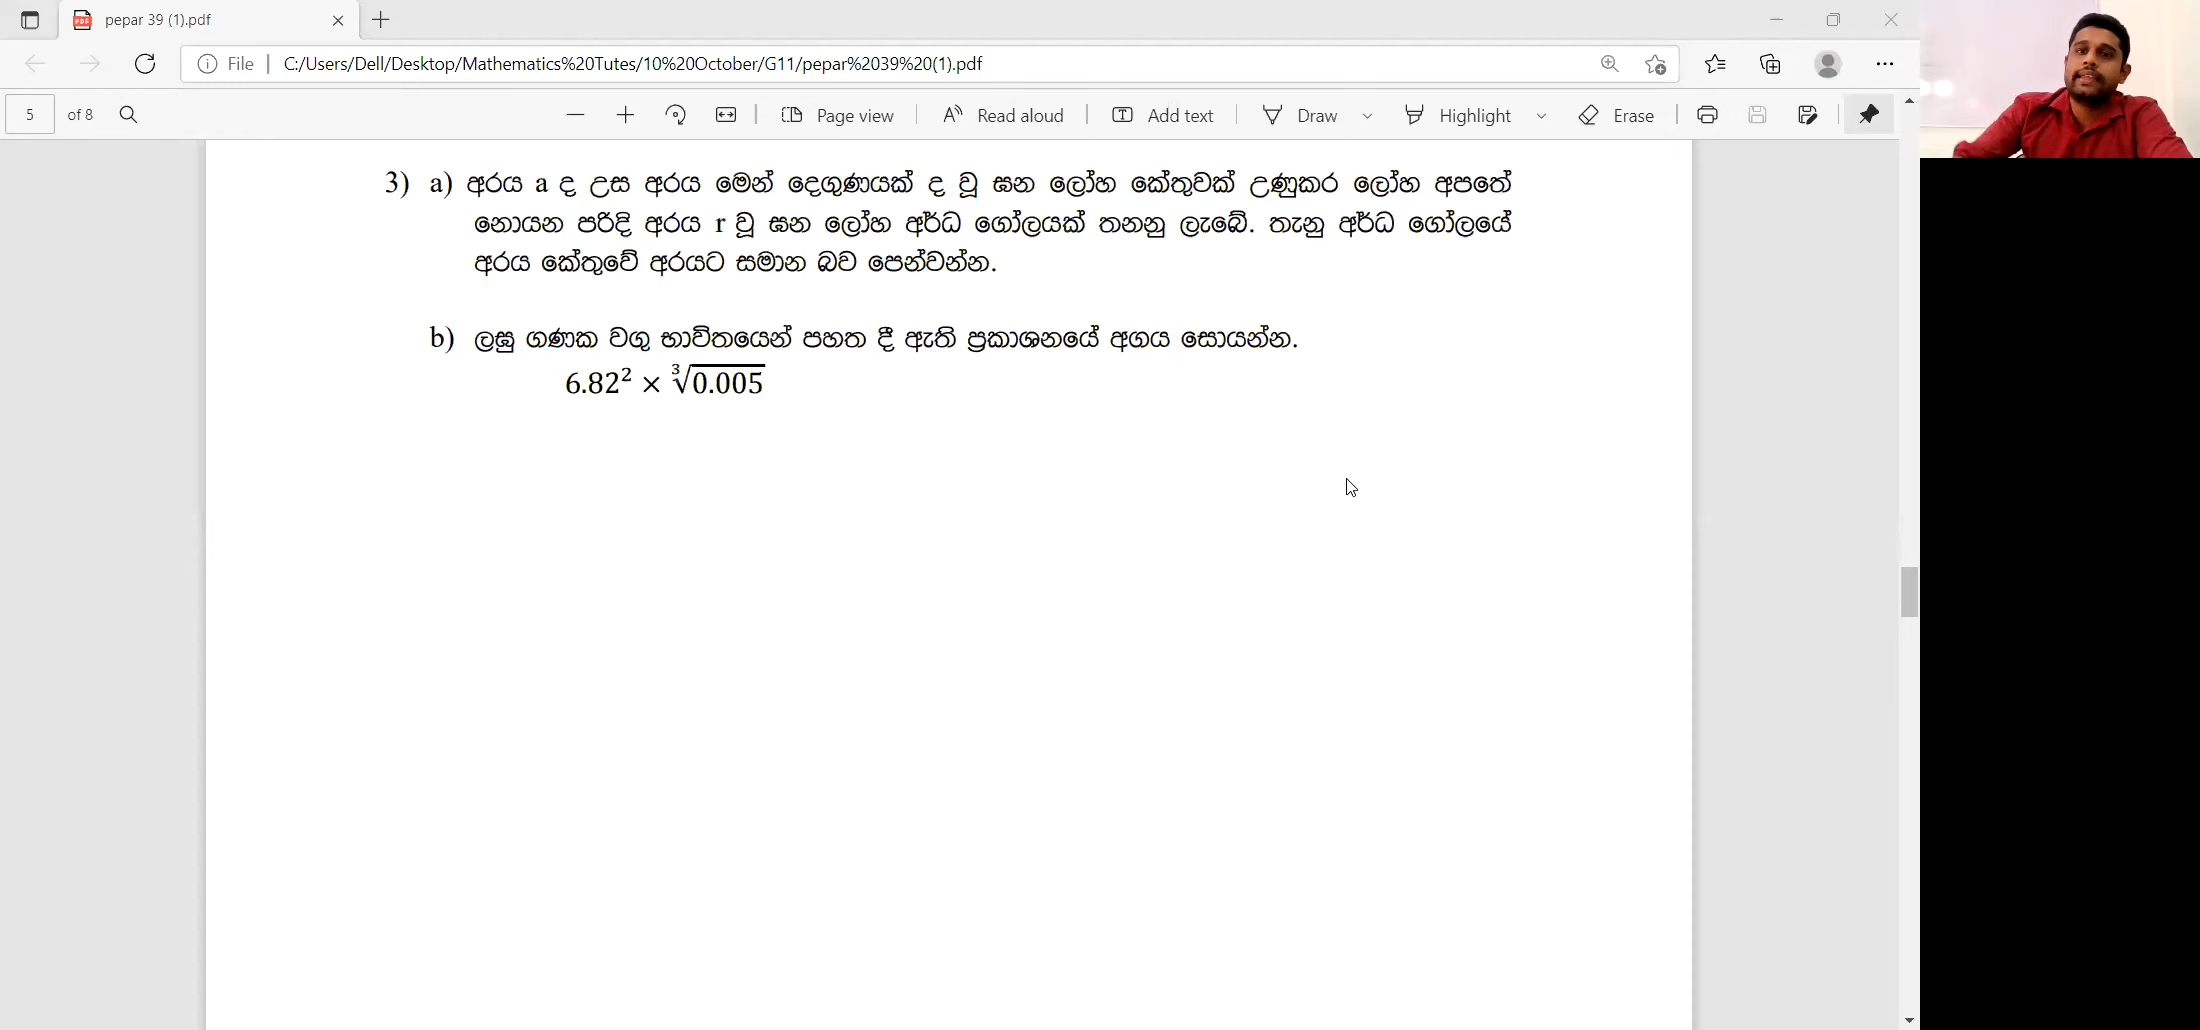 pepar 39 (1).pdf
File C:/Users/Dell/Desktop/Mathematics%20Tutes/10%20October/G11/pepar%2039%20(1).pdf
5 of 8 Page view Read aloud Add text Draw Highlight Erase
3) a) අරය a ද උස අරය මෙන් දෙගුණයක් ද වූ ඝන ලෝහ කේතුවක් උණුකර ලෝහ අපතේ
නොයන පරිදි අරය r වූ ඝන ලෝහ අර්ධ ගෝලයක් තනනු ලැබේ. තැනූ අර්ධ ගෝලයේ
අරය කේතුවේ අරයට සමාන බව පෙන්වන්න.
b) ලඝු ගණක වගු භාවිතයෙන් පහත දී ඇති ප්‍රකාශනයේ අගය සොයන්න.
6.82² × ∛0.005